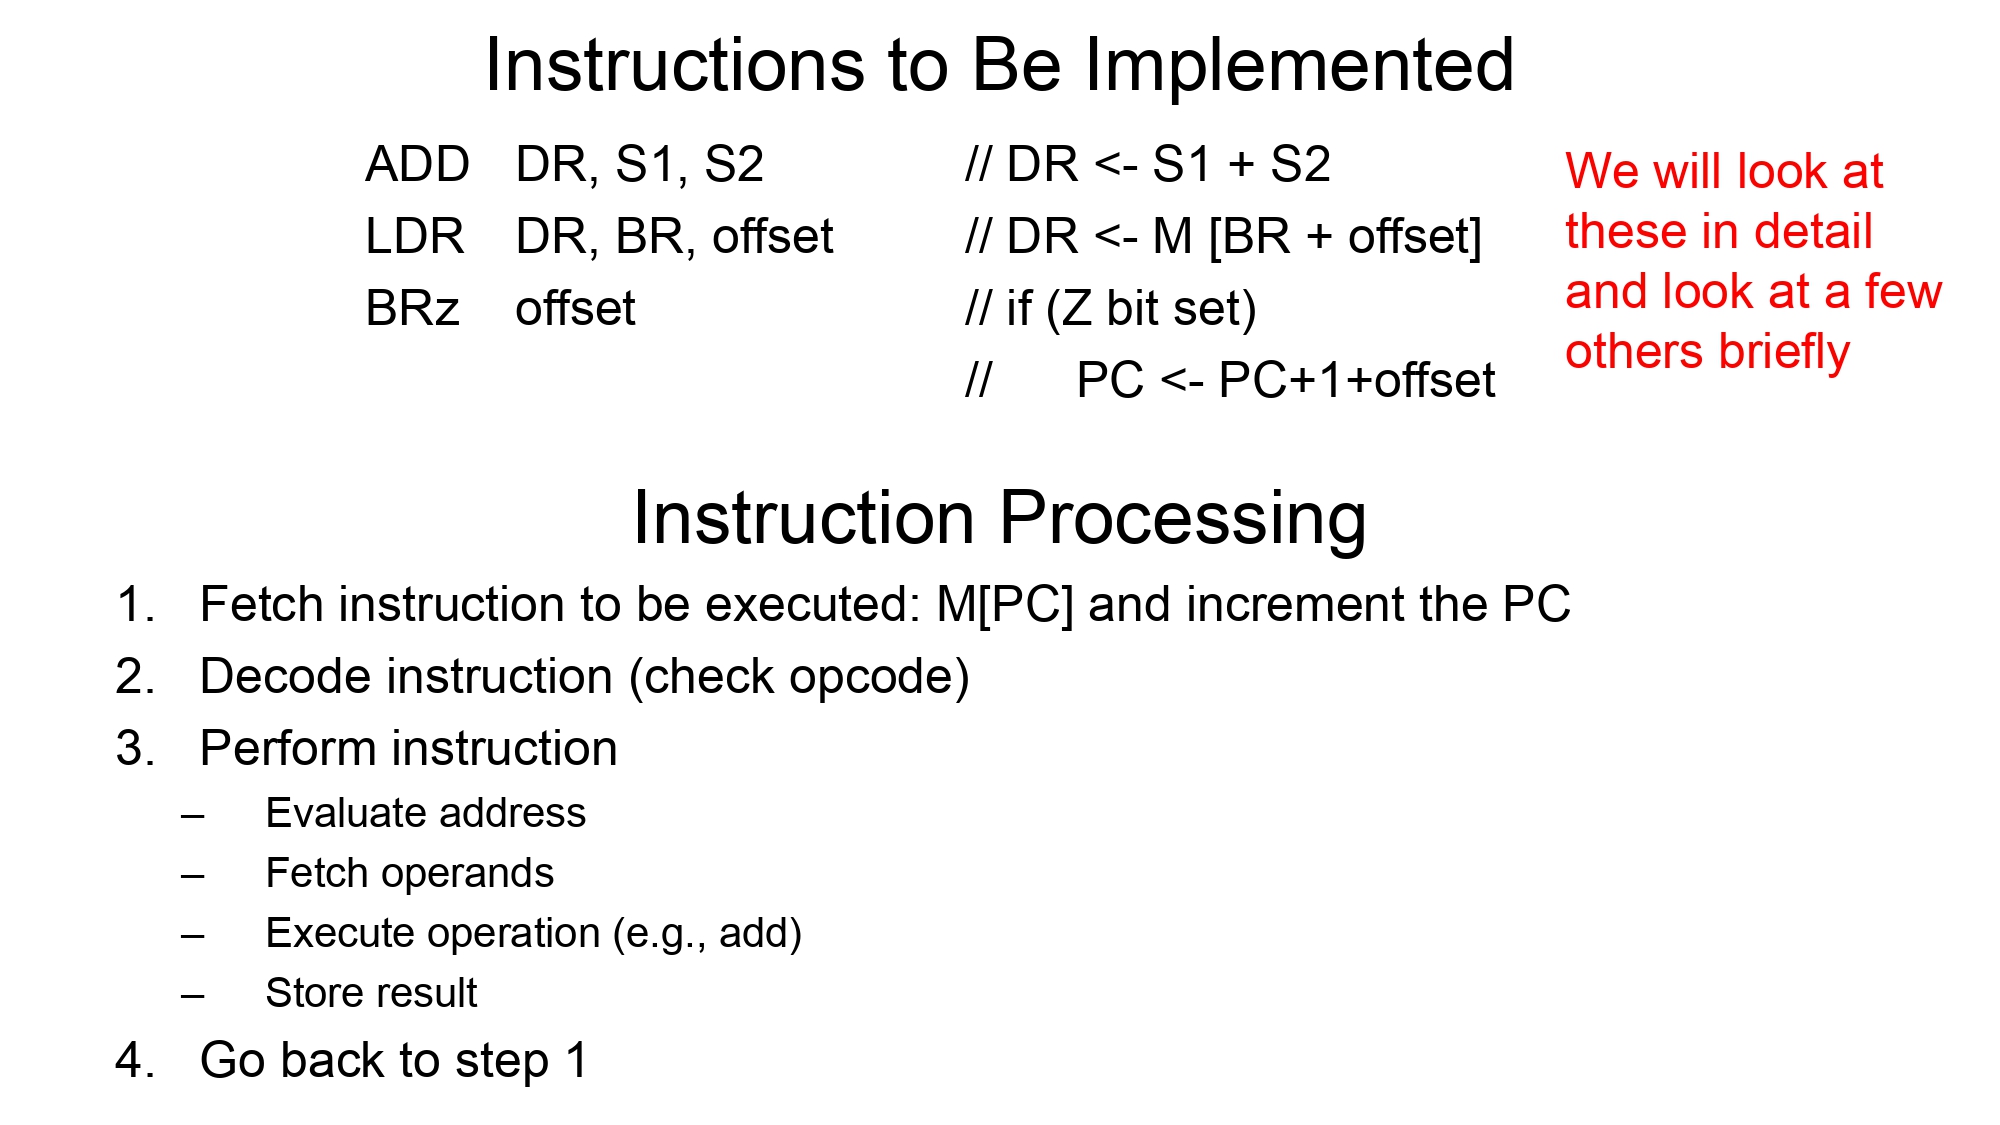 Instructions to Be Implemented
ADD DR, S1, S2 // DR <- S1 + S2
LDR DR, BR, offset // DR <- M [BR + offset]
BRz offset // if (Z bit set)
// PC <- PC+1+offset
We will look at
these in detail
and look at a few
others briefly
Instruction Processing
1. Fetch instruction to be executed: M[PC] and increment the PC
2. Decode instruction (check opcode)
3. Perform instruction
– Evaluate address
– Fetch operands
– Execute operation (e.g., add)
– Store result
4. Go back to step 1